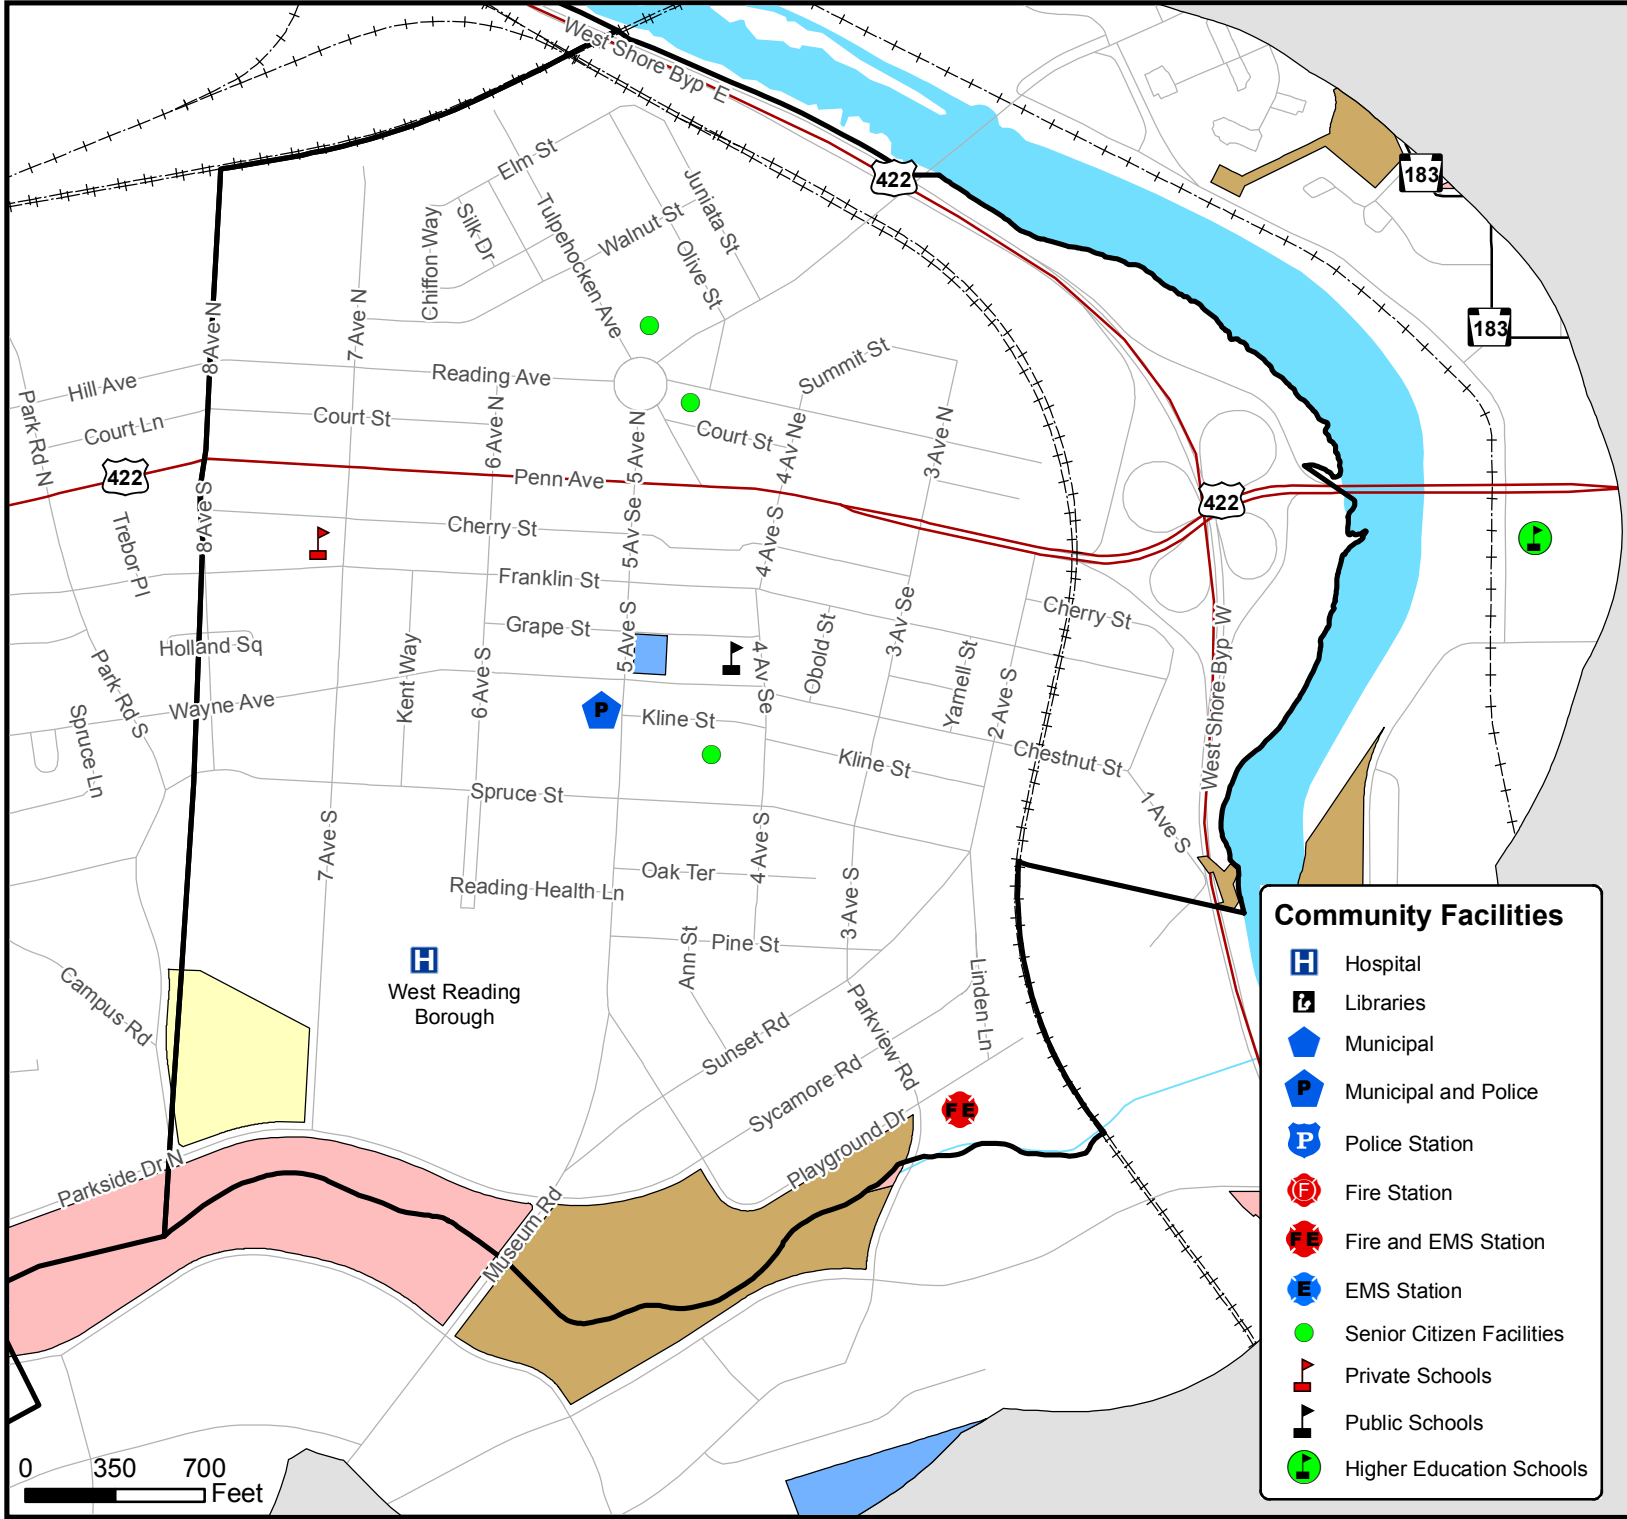 West Shore Byp E
Elm St
422
183
Juniata St
Chiffon Way
Silk Dr
Tulpehocken Ave
Walnut St
Olive St
8 Ave N
7 Ave N
183
Summit St
Hill Ave
Reading Ave
Park Rd N
Court Ln
Court St
6 Ave N
5 Ave N
Court St
4 Av Ne
3 Ave N
422
Penn Ave
422
8 Ave S
Trebor Pl
Cherry St
5 Av Se
4 Ave S
Franklin St
Cherry St
Grape St
5 Ave S
3 Av Se
Obold St
Holland Sq
Kent Way
6 Ave S
4 Av Se
Yarnell St
2 Ave S
West Shore Byp W
Park Rd S
Wayne Ave
Spruce Ln
P
Kline St
Kline St
Chestnut St
Spruce St
1 Ave S
7 Ave S
Oak Ter
4 Ave S
Reading Health Ln
3 Ave S
Pine St
Ann St
H
West Reading
Borough
Campus Rd
Linden Ln
Parkview Rd
Sunset Rd
Sycamore Rd
F E
Playground Dr
Parkside Dr N
Museum Rd
0 350 700
Feet
Community Facilities
H Hospital
Libraries
Municipal
P Municipal and Police
P Police Station
F Fire Station
F E Fire and EMS Station
E EMS Station
Senior Citizen Facilities
Private Schools
Public Schools
Higher Education Schools